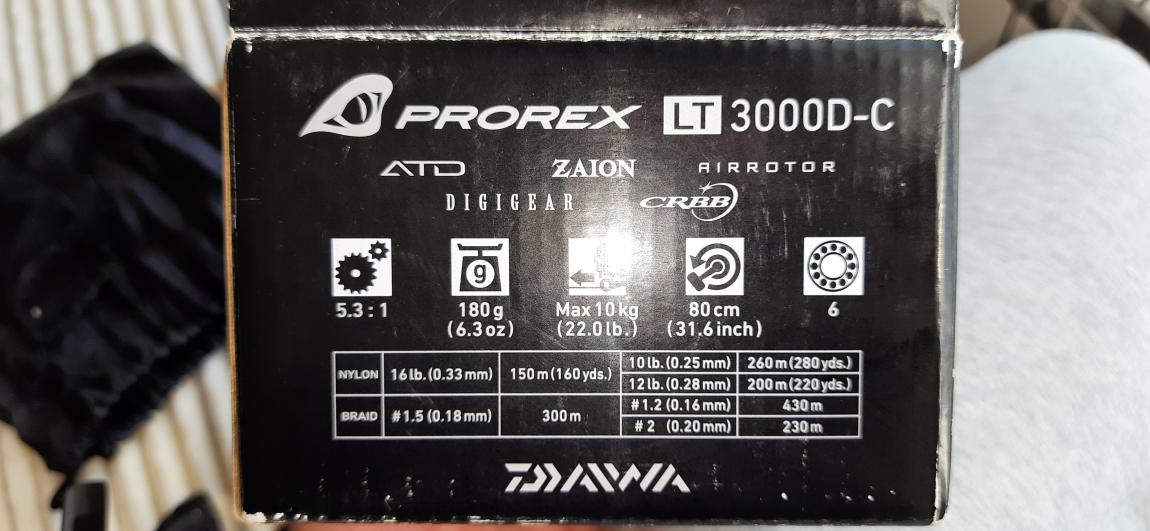 PROREX LT 3000D-C
ATD ZAION AIRROTOR
DIGIGEAR CRBB
g
5.3 : 1 180 g Max 10 kg 80 cm 6
(6.3 oz) (22.0 lb.) (31.6 inch)
NYLON 16 lb. (0.33 mm) 150 m (160 yds.) 10 lb. (0.25 mm) 260 m (280 yds.)
12 lb. (0.28 mm) 200 m (220 yds.)
BRAID #1.5 (0.18 mm) 300 m #1.2 (0.16 mm) 430 m
#2 (0.20 mm) 230 m
DAIWA